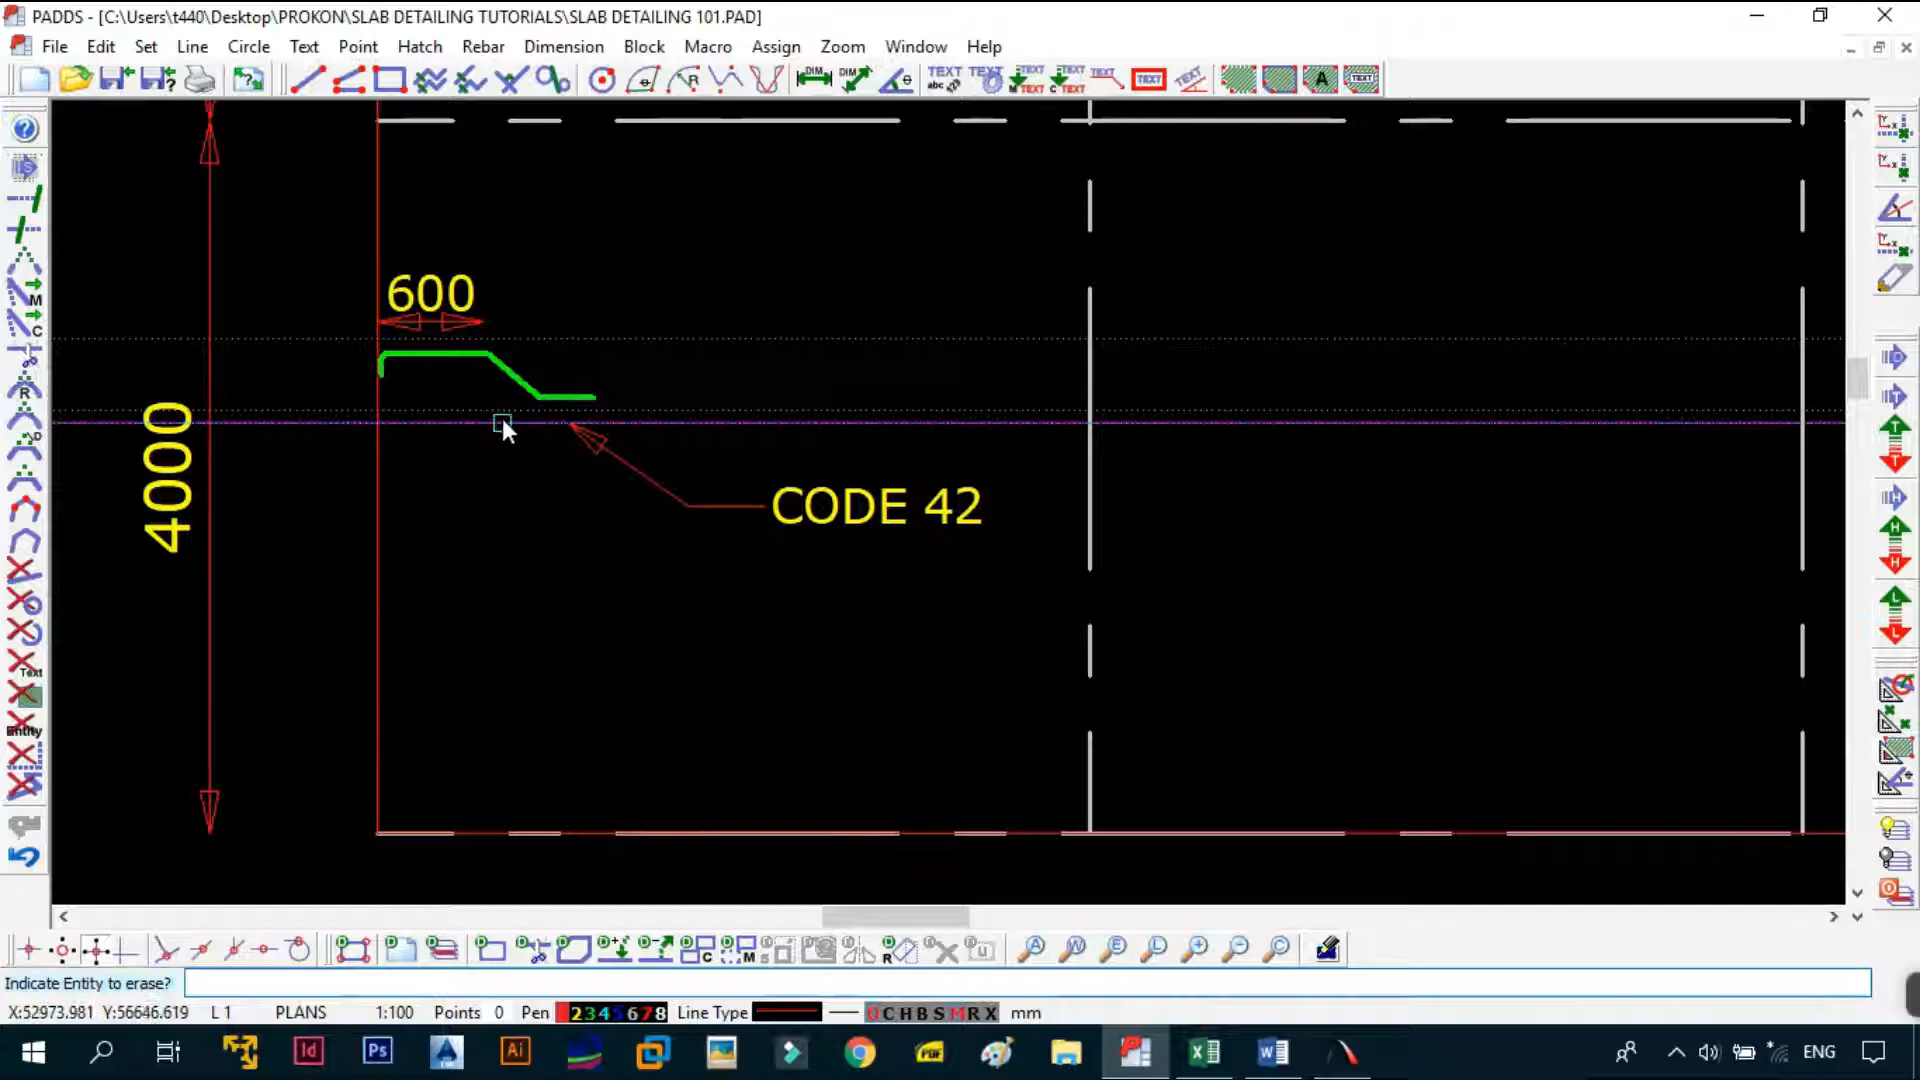 PADDS - [C:\Users\t440\Desktop\PROKON\SLAB DETAILING TUTORIALS\SLAB DETAILING 101.PAD]
File Edit Set Line Circle Text Point Hatch Rebar Dimension Block Macro Assign Zoom Window Help
600
4000
CODE 42
Indicate Entity to erase?
X:52973.981 Y:56646.619 L 1 PLANS 1:100 Points 0 Pen 2345678 Line Type OCHBSMRX mm
ENG